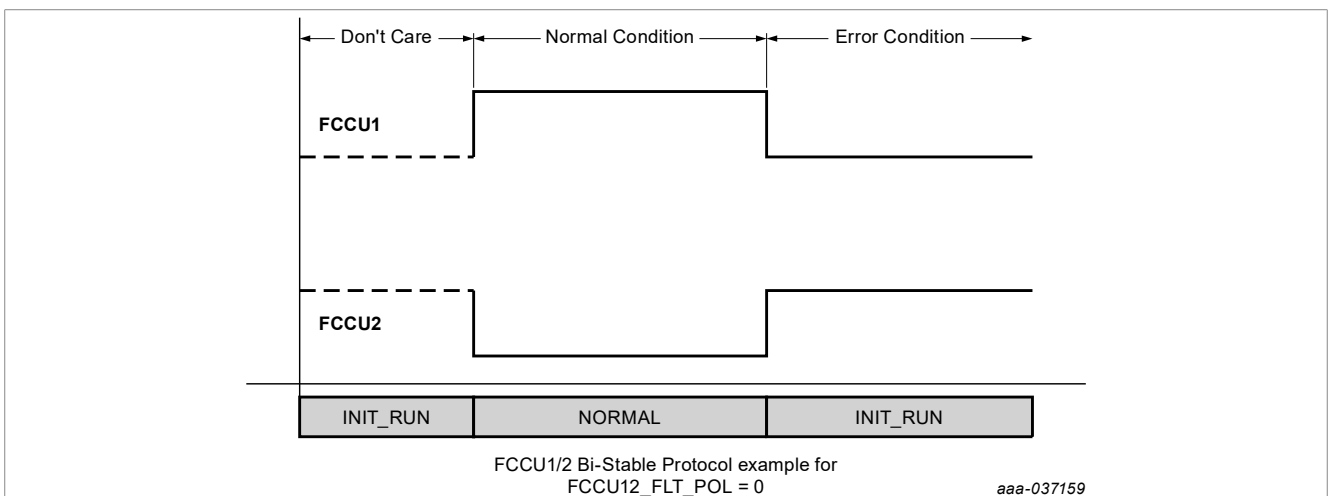 Don't Care
Normal Condition
Error Condition
FCCU1
FCCU2
INIT_RUN
NORMAL
INIT_RUN
FCCU1/2 Bi-Stable Protocol example for
FCCU12_FLT_POL = 0
aaa-037159